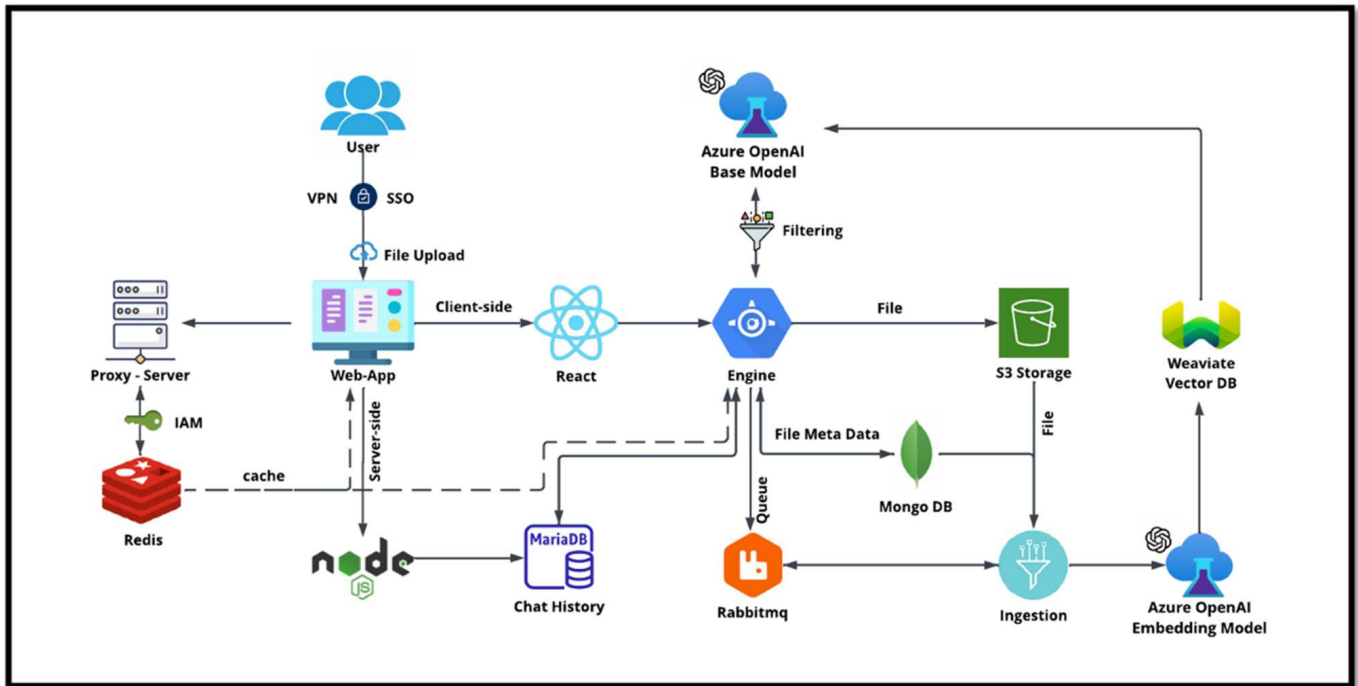 User
VPN
SSO
File Upload
Azure OpenAI
Base Model
Filtering
Client-side
File
Proxy - Server
Web-App
React
Engine
S3 Storage
Weaviate
Vector DB
IAM
Server-side
File Meta Data
File
cache
Queue
Mongo DB
Redis
node
JS
MariaDB
Chat History
Rabbitmq
Ingestion
Azure OpenAI
Embedding Model